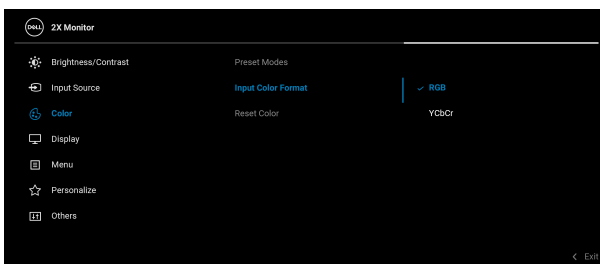 DELL 2X Monitor
Brightness/Contrast Preset Modes
Input Source Input Color Format RGB
Color Reset Color YCbCr
Display
Menu
Personalize
Others
Exit